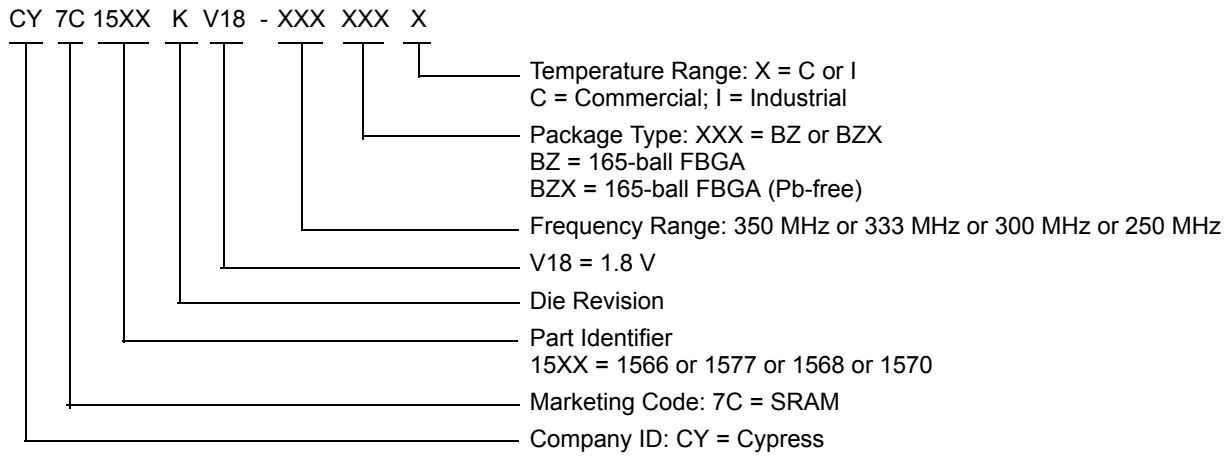 CY 7C 15XX K V18 - XXX XXX X
Temperature Range: X = C or I
C = Commercial; I = Industrial
Package Type: XXX = BZ or BZX
BZ = 165-ball FBGA
BZX = 165-ball FBGA (Pb-free)
Frequency Range: 350 MHz or 333 MHz or 300 MHz or 250 MHz
V18 = 1.8 V
Die Revision
Part Identifier
15XX = 1566 or 1577 or 1568 or 1570
Marketing Code: 7C = SRAM
Company ID: CY = Cypress